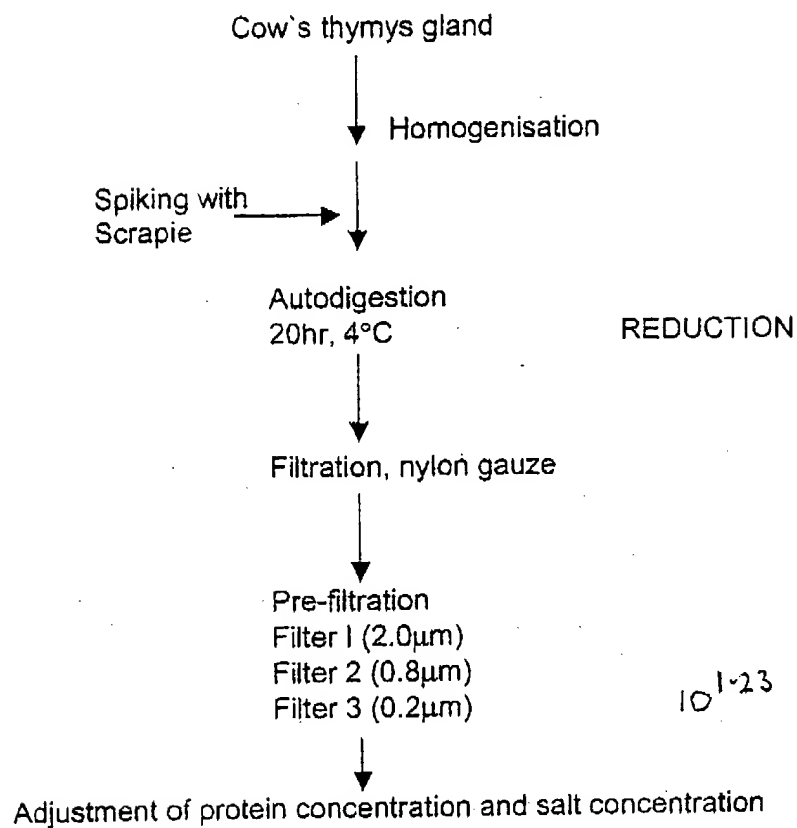 Cow`s thymys gland
Homogenisation
Spiking with
Scrapie
Autodigestion
20hr, 4°C
REDUCTION
Filtration, nylon gauze
Pre-filtration
Filter I (2.0µm)
Filter 2 (0.8µm)
Filter 3 (0.2µm)
10^1.23
Adjustment of protein concentration and salt concentration